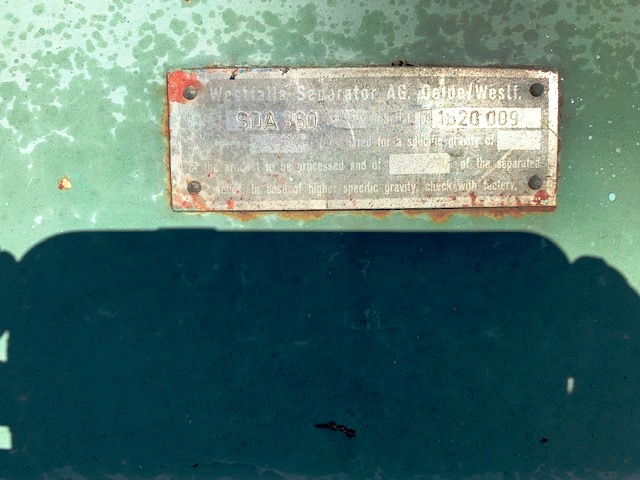 Westfalia Separator AG. Oelde/Westf.
SDA 360 1520 009
rated for a specific gravity of
the product to be processed and of of the separated
solids. In case of higher specific gravity, check with factory.